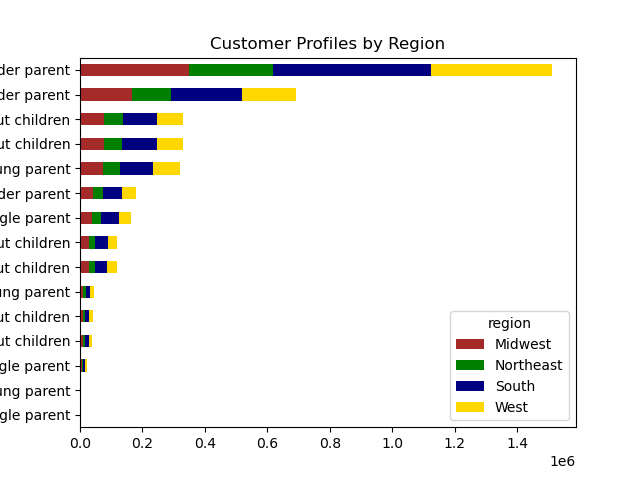 Customer Profiles by Region
der parent
der parent
ut children
ut children
ung parent
der parent
gle parent
ut children
ut children
ung parent
ut children
ut children
gle parent
ung parent
gle parent
region
Midwest
Northeast
South
West
0.0 0.2 0.4 0.6 0.8 1.0 1.2 1.4
1e6